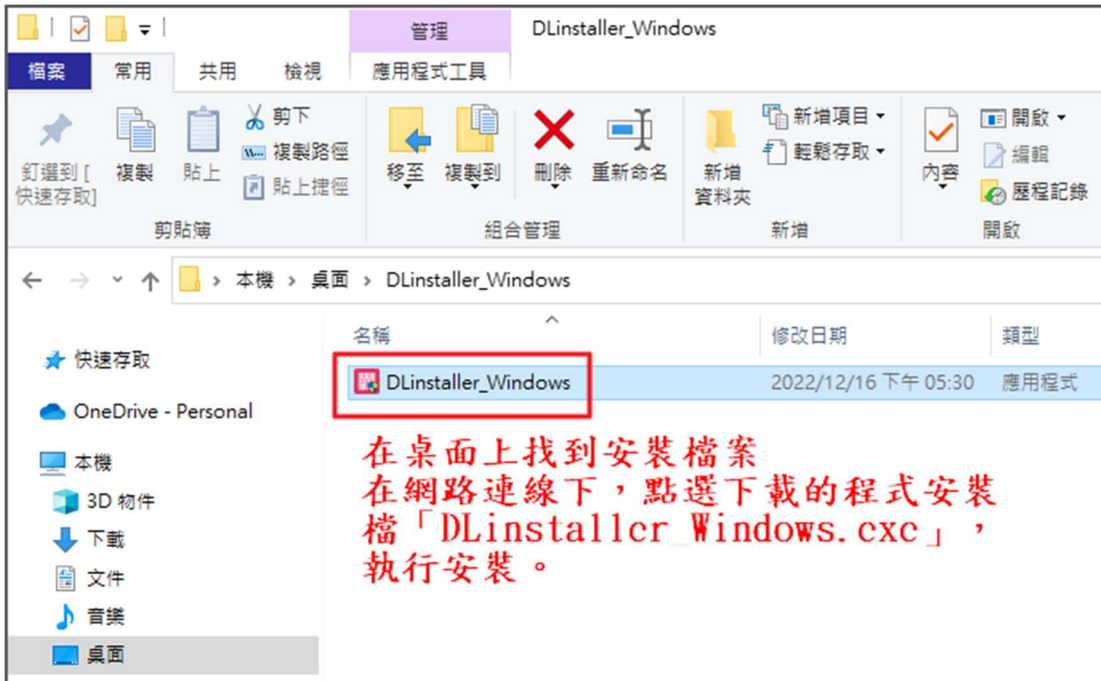 管理
DLinstaller_Windows
檔案 常用 共用 檢視 應用程式工具
釘選到 [
快速存取]
複製
貼上
剪下
複製路徑
貼上捷徑
剪貼簿
移至
複製到
刪除
重新命名
組合管理
新增
資料夾
新增項目
輕鬆存取
新增
內容
開啟
編輯
歷程記錄
開啟
本機 › 桌面 › DLinstaller_Windows
名稱 修改日期 類型
DLinstaller_Windows 2022/12/16 下午 05:30 應用程式
快速存取
OneDrive - Personal
本機
3D 物件
下載
文件
音樂
桌面
在桌面上找到安裝檔案
在網路連線下，點選下載的程式安裝
檔「DLinstaller_Windows.exe」，
執行安裝。